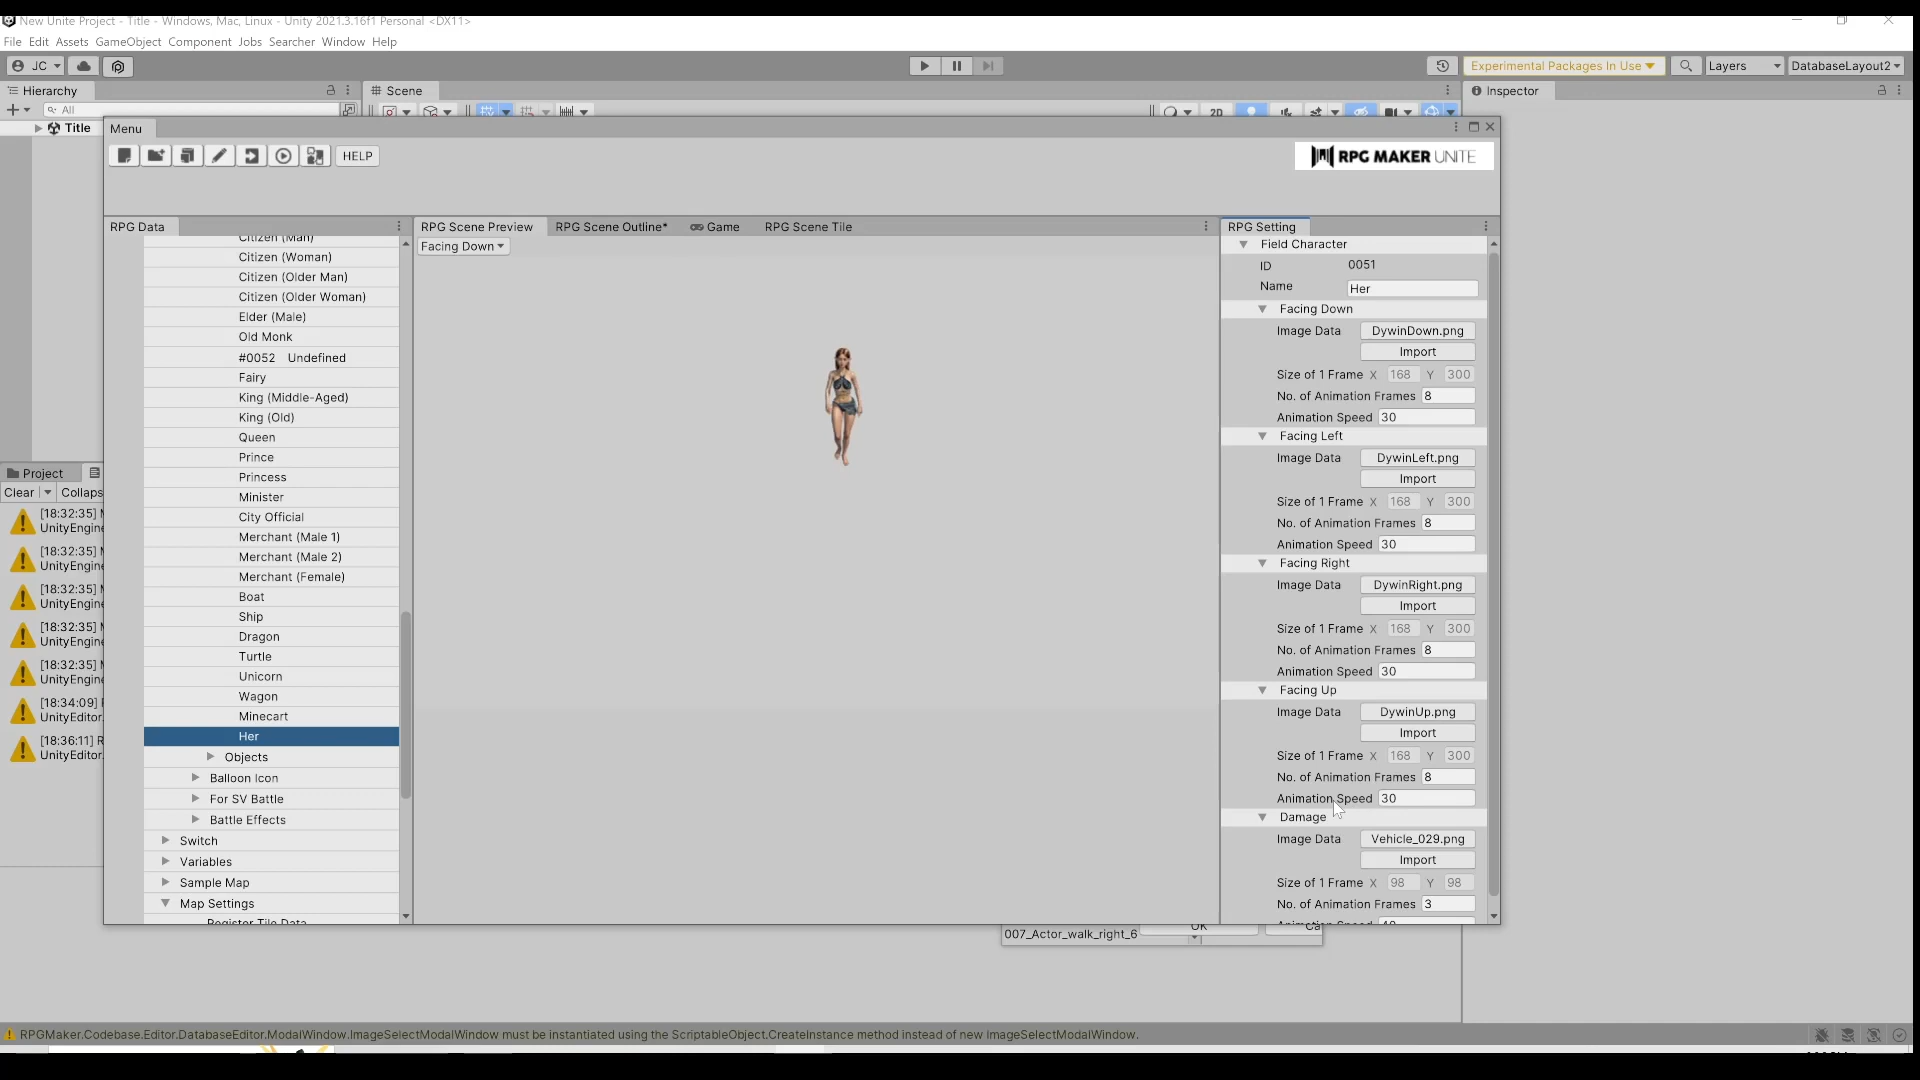 New Unite Project - Title - Windows, Mac, Linux - Unity 2021.3.16f1 Personal <DX11>
File Edit Assets GameObject Component Jobs Searcher Window Help
JC
Experimental Packages In Use
Layers
DatabaseLayout2
Hierarchy
Scene
Inspector
All
2D
Title
Menu
HELP
RPG MAKER UNITE
RPG Data
RPG Scene Preview
RPG Scene Outline*
Game
RPG Scene Tile
RPG Setting
Facing Down
Citizen (Man)
Citizen (Woman)
Citizen (Older Man)
Citizen (Older Woman)
Elder (Male)
Old Monk
#0052 Undefined
Fairy
King (Middle-Aged)
King (Old)
Queen
Prince
Princess
Minister
City Official
Merchant (Male 1)
Merchant (Male 2)
Merchant (Female)
Boat
Ship
Dragon
Turtle
Unicorn
Wagon
Minecart
Her
Objects
Balloon Icon
For SV Battle
Battle Effects
Switch
Variables
Sample Map
Map Settings
Register Tile Data
Field Character
ID 0051
Name Her
Facing Down
Image Data DywinDown.png
Import
Size of 1 Frame X 168 Y 300
No. of Animation Frames 8
Animation Speed 30
Facing Left
Image Data DywinLeft.png
Import
Size of 1 Frame X 168 Y 300
No. of Animation Frames 8
Animation Speed 30
Facing Right
Image Data DywinRight.png
Import
Size of 1 Frame X 168 Y 300
No. of Animation Frames 8
Animation Speed 30
Facing Up
Image Data DywinUp.png
Import
Size of 1 Frame X 168 Y 300
No. of Animation Frames 8
Animation Speed 30
Damage
Image Data Vehicle_029.png
Import
Size of 1 Frame X 98 Y 98
No. of Animation Frames 3
Animation Speed
Project
Clear
Collaps
[18:32:35]
UnityEngine
[18:32:35]
UnityEngine
[18:32:35]
UnityEngine
[18:32:35]
UnityEngine
[18:32:35]
UnityEngine
[18:34:09]
UnityEditor.
[18:36:11] R
UnityEditor.
007_Actor_walk_right_6
OK
Ca
RPGMaker.Codebase.Editor.DatabaseEditor.ModalWindow.ImageSelectModalWindow must be instantiated using the ScriptableObject.CreateInstance method instead of new ImageSelectModalWindow.